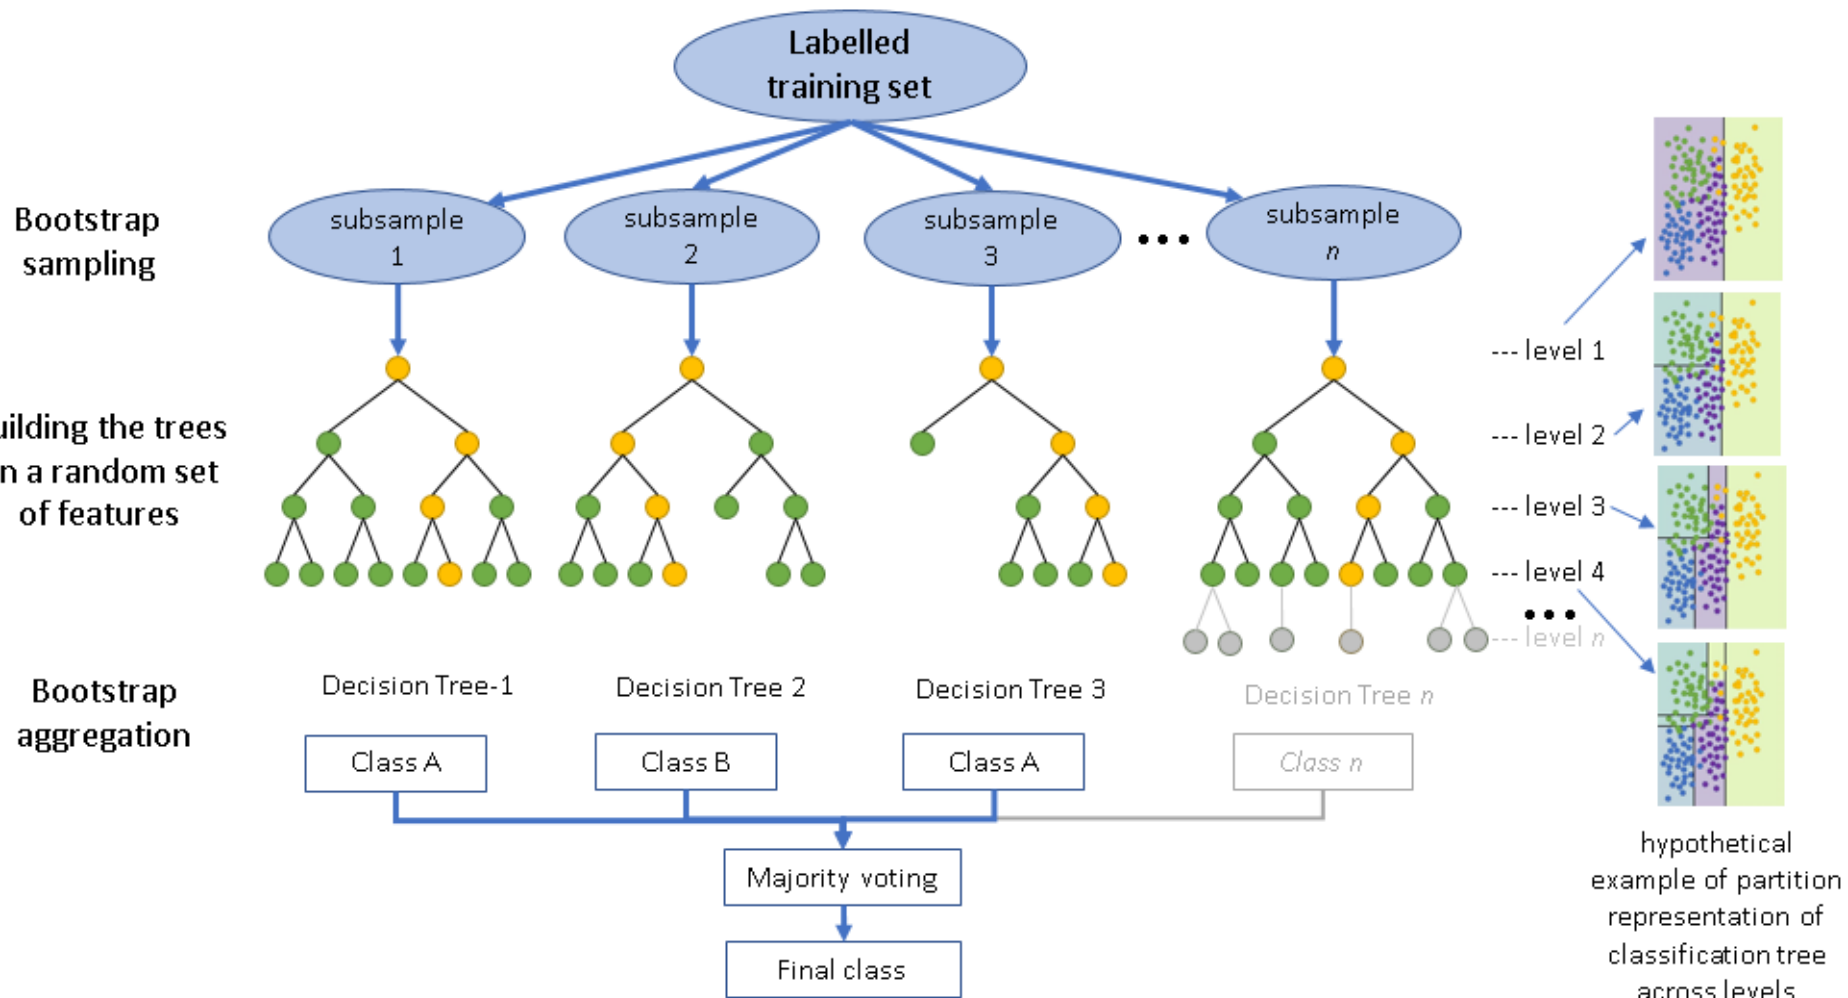 Labelled
training set
Bootstrap
sampling
subsample
1
subsample
2
subsample
3
•••
subsample
n
--- level 1
--- level 2
--- level 3
--- level 4
•••
--- level n
uilding the trees
n a random set
of features
Bootstrap
aggregation
Decision Tree-1
Decision Tree 2
Decision Tree 3
Decision Tree n
Class A
Class B
Class A
Class n
Majority voting
Final class
hypothetical
example of partition
representation of
classification tree
across levels